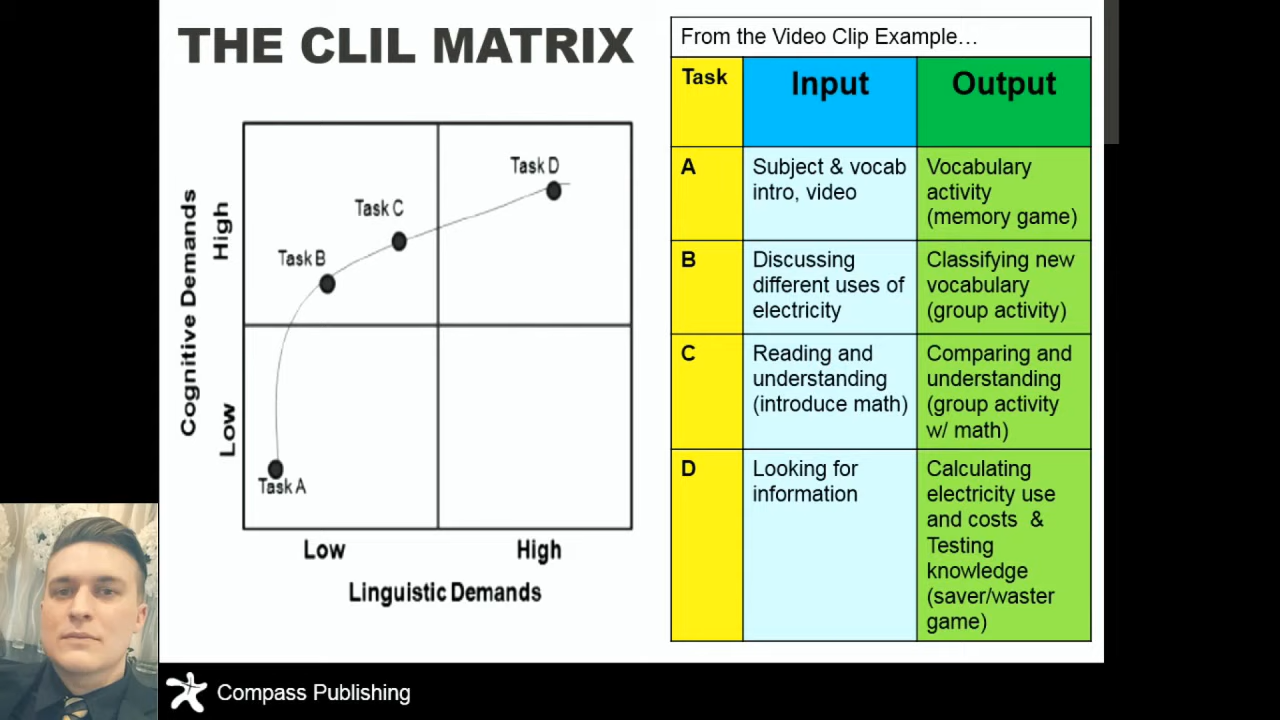 THE CLIL MATRIX
Cognitive Demands
High
Low
Task D
Task C
Task B
Task A
Low
High
Linguistic Demands
From the Video Clip Example…
Task
Input
Output
A
Subject & vocab
intro, video
Vocabulary
activity
(memory game)
B
Discussing
different uses of
electricity
Classifying new
vocabulary
(group activity)
C
Reading and
understanding
(introduce math)
Comparing and
understanding
(group activity
w/ math)
D
Looking for
information
Calculating
electricity use
and costs &
Testing
knowledge
(saver/waster
game)
Compass Publishing